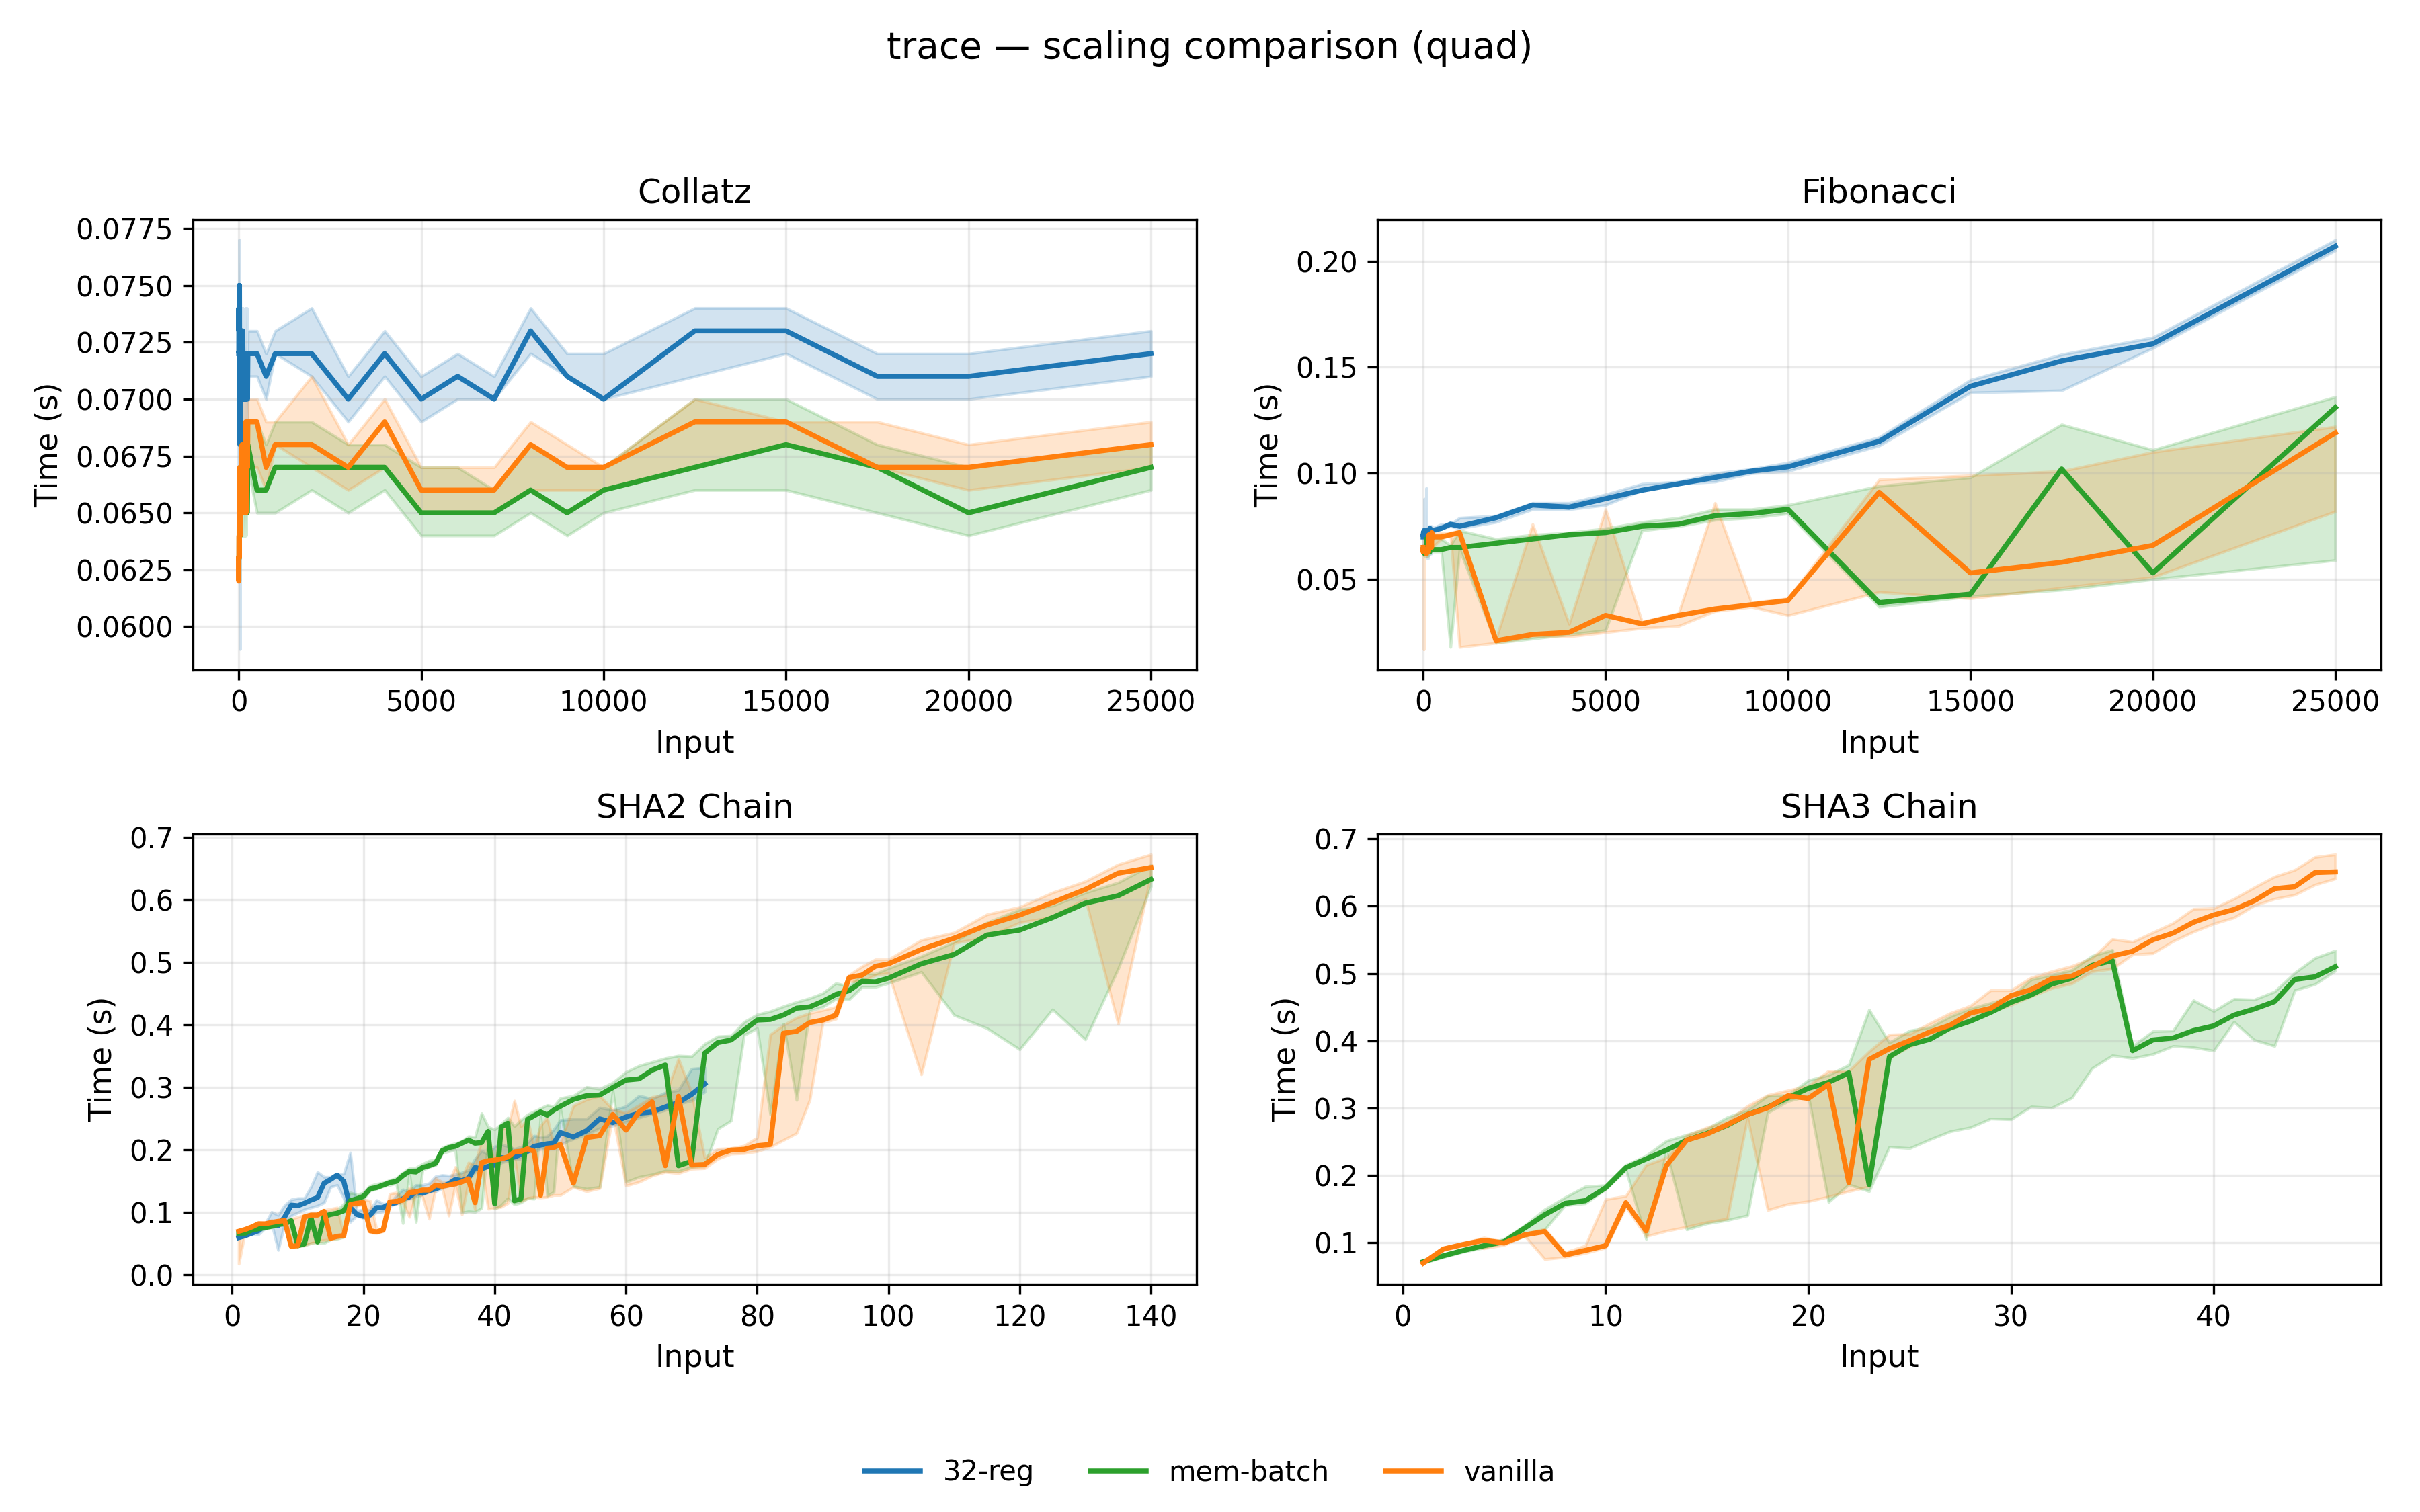 trace — scaling comparison (quad)
Collatz
0.0775
0.0750
0.0725
0.0700
0.0675
0.0650
0.0625
0.0600
Time (s)
0 5000 10000 15000 20000 25000
Input
Fibonacci
0.20
0.15
0.10
0.05
Time (s)
0 5000 10000 15000 20000 25000
Input
SHA2 Chain
0.7
0.6
0.5
0.4
0.3
0.2
0.1
0.0
Time (s)
0 20 40 60 80 100 120 140
Input
SHA3 Chain
0.7
0.6
0.5
0.4
0.3
0.2
0.1
Time (s)
0 10 20 30 40
Input
32-reg mem-batch vanilla